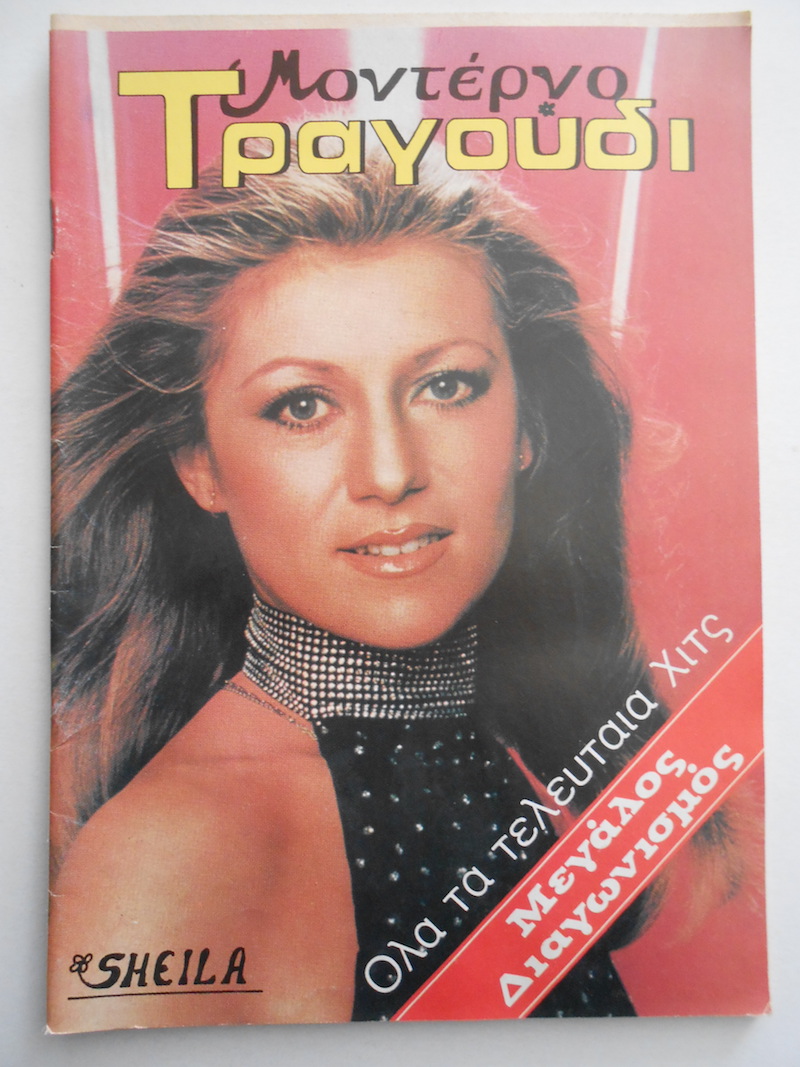 Μοντέρνο
Τραγούδι
Ολα τα τελευταια Χιτς
Μεγάλος
Διαγωνισμός
SHEILA